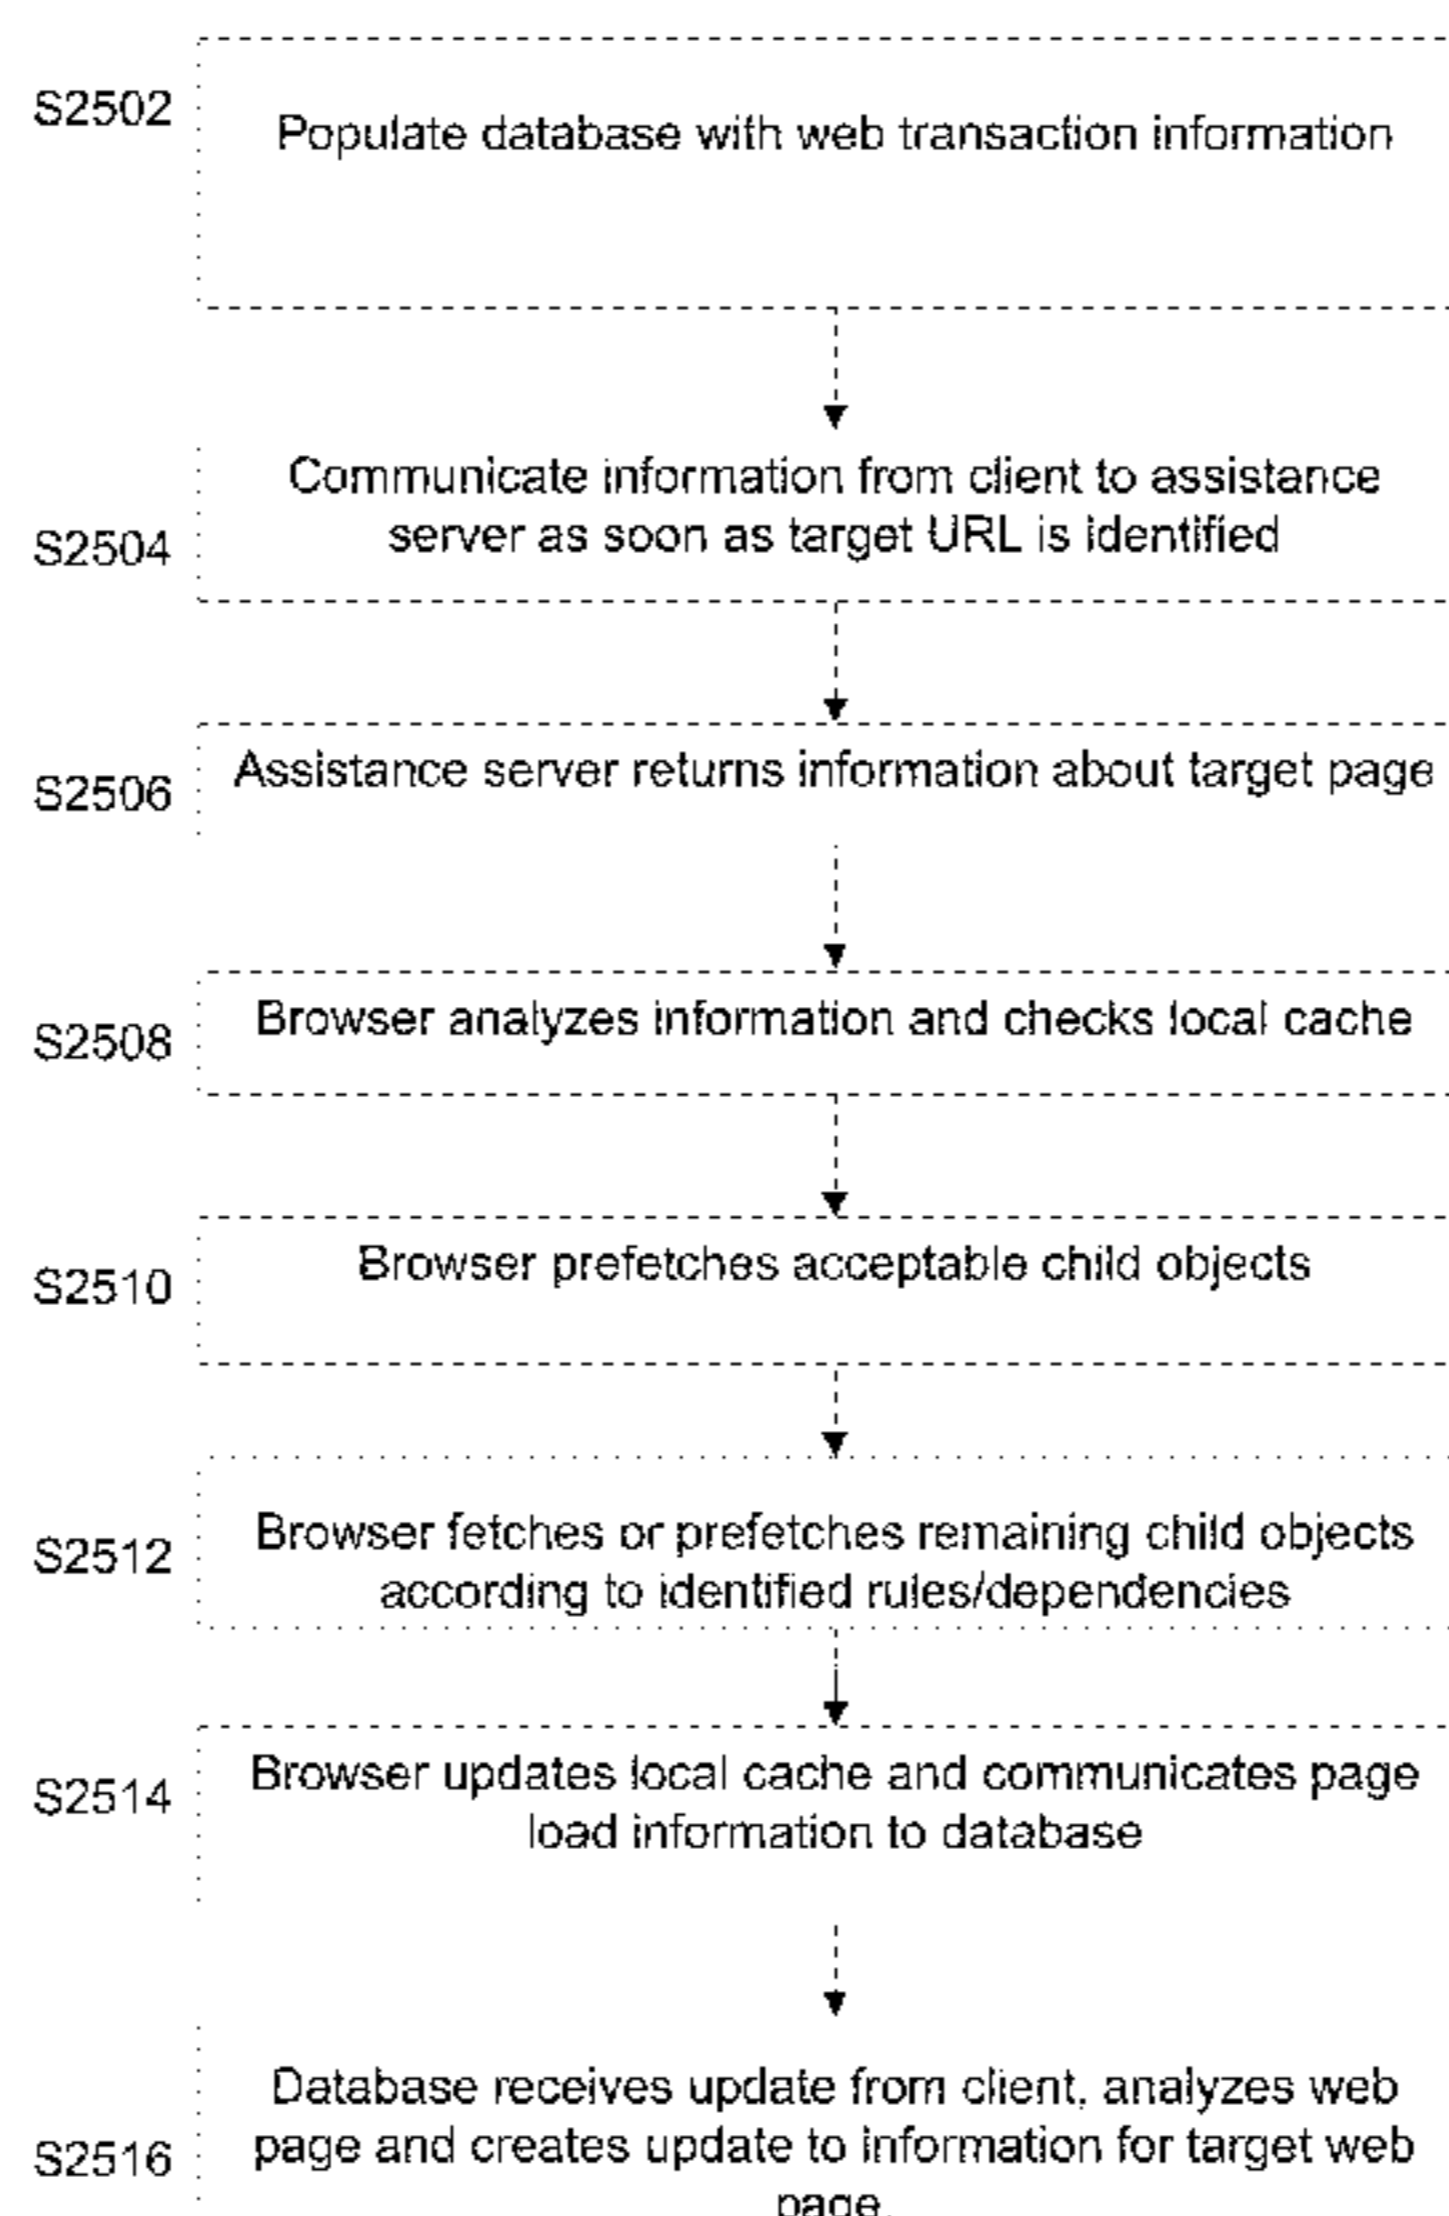 S2502
Populate database with web transaction information
Communicate information from client to assistance
server as soon as target URL is identified
S2504
Assistance server returns information about target page
S2506
Browser analyzes information and checks local cache
S2508
Browser prefetches acceptable child objects
S2510
Browser fetches or prefetches remaining child objects
S2512
according to identified rules/dependencies
Browser updates local cache and communicates page
S2514
load information to database
Database receives update from client, analyzes web
page and creates update to information for target web
S2516
page.